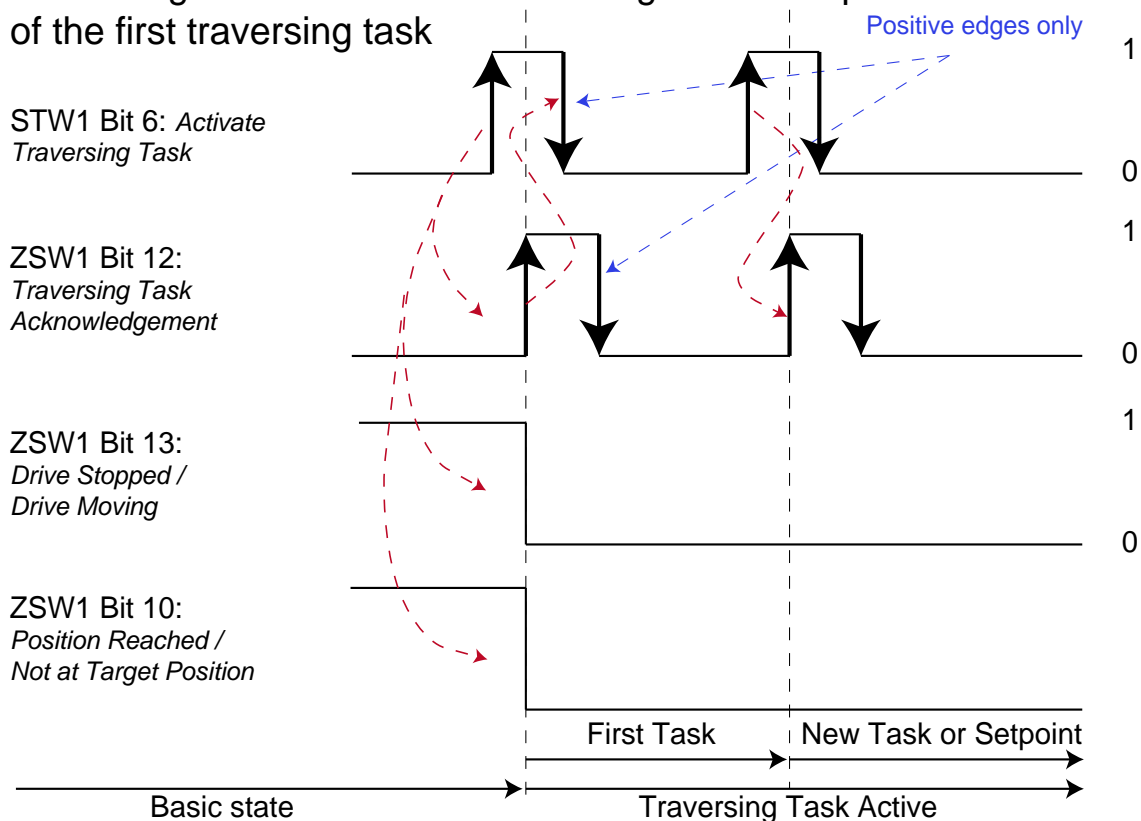 of the first traversing task
Positive edges only
1
STW1 Bit 6: Activate
Traversing Task
0
1
ZSW1 Bit 12:
Traversing Task
Acknowledgement
0
1
ZSW1 Bit 13:
Drive Stopped /
Drive Moving
0
ZSW1 Bit 10:
Position Reached /
Not at Target Position
First Task
New Task or Setpoint
Basic state
Traversing Task Active